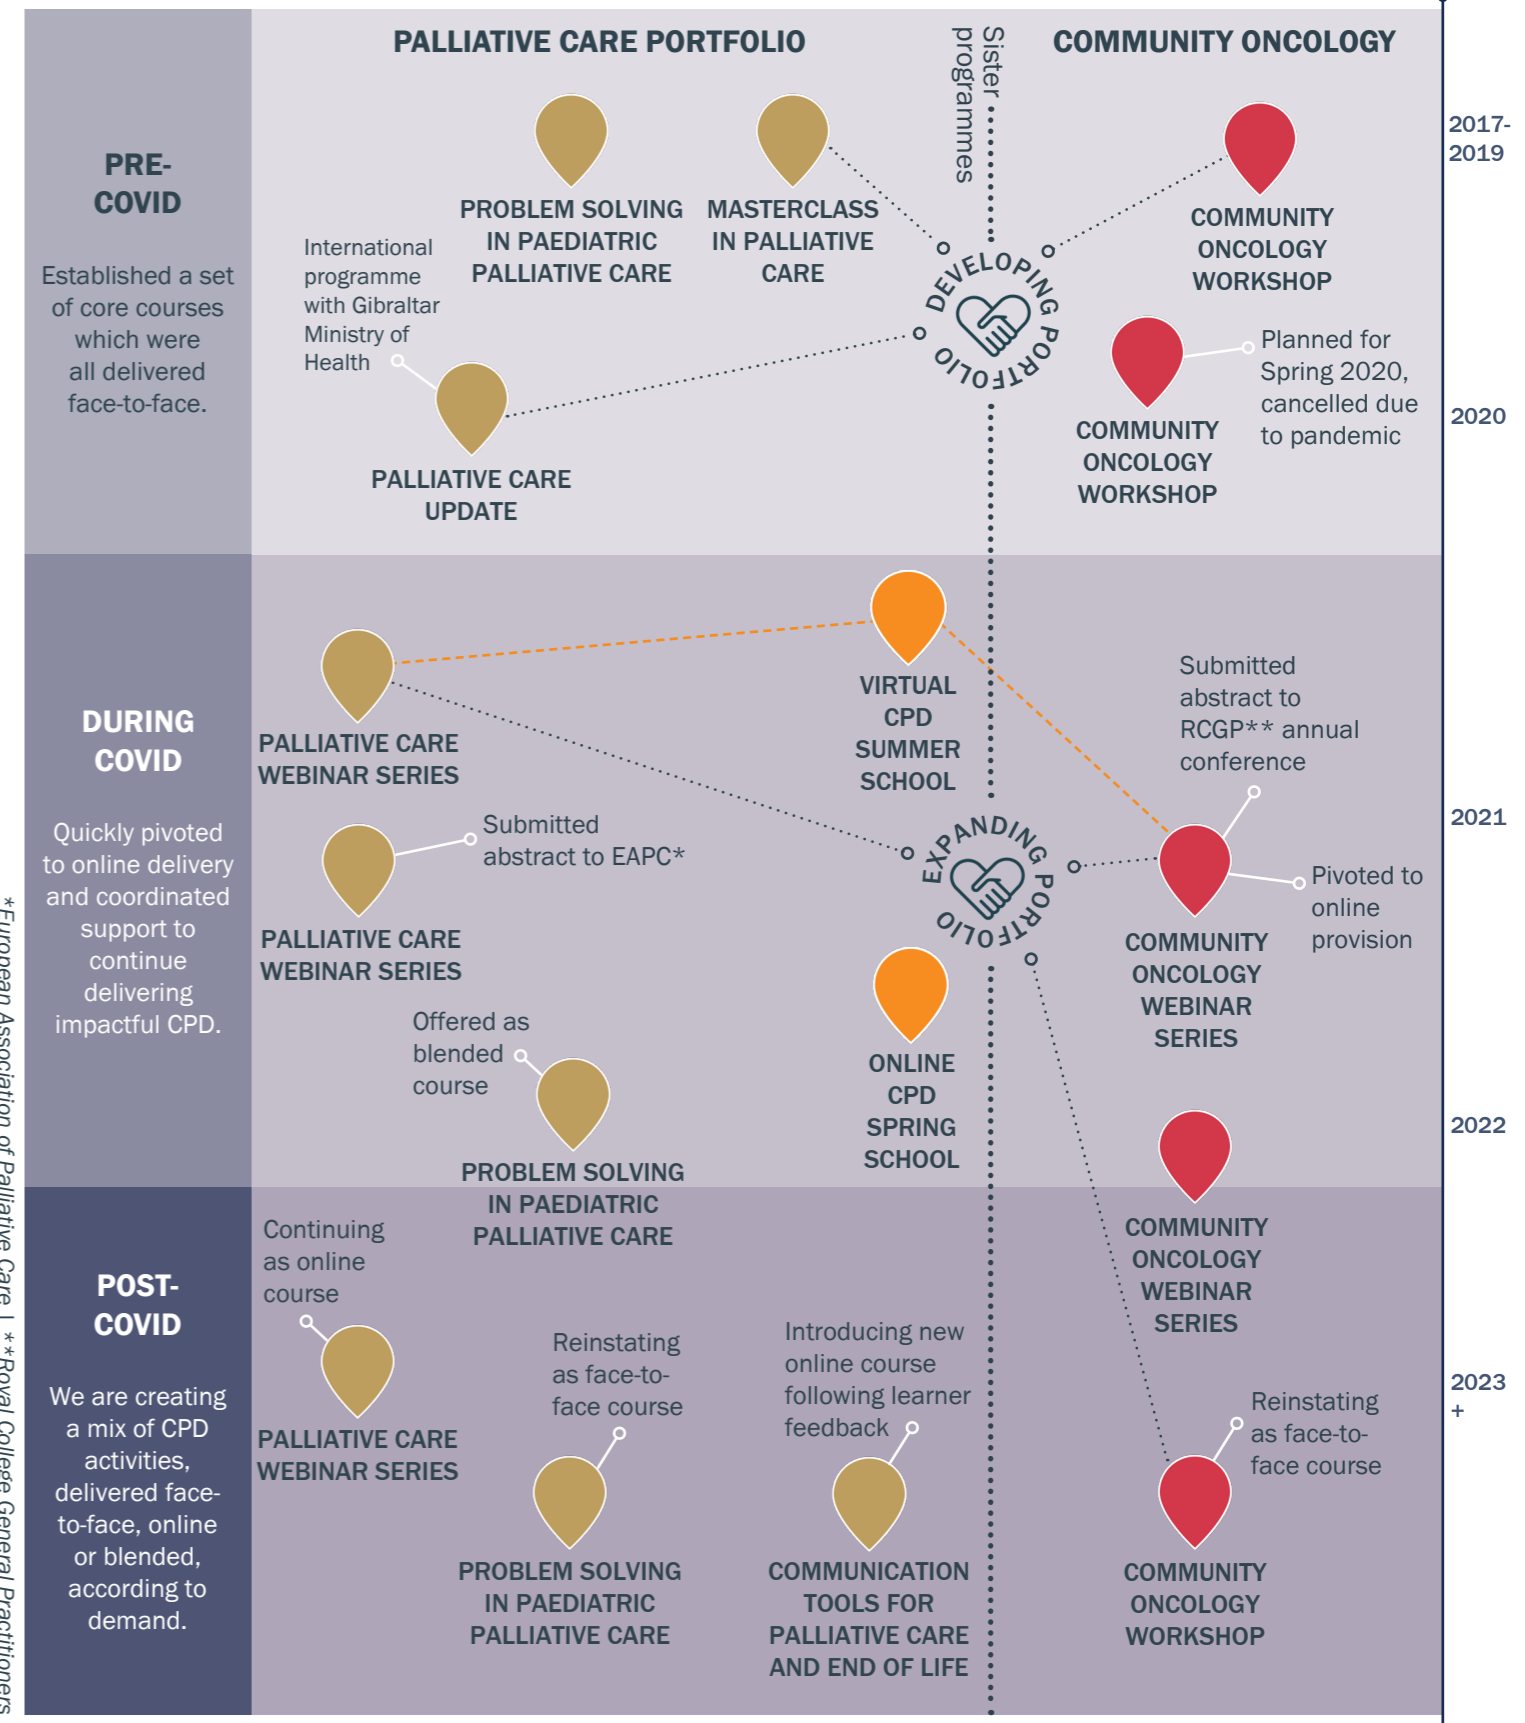 PALLIATIVE CARE PORTFOLIO
Sister
programmes
COMMUNITY ONCOLOGY
2017-
2019
PRE-
COVID
Established a set
of core courses
which were
all delivered
face-to-face.
PROBLEM SOLVING
IN PAEDIATRIC
PALLIATIVE CARE
MASTERCLASS
IN PALLIATIVE
CARE
COMMUNITY
ONCOLOGY
WORKSHOP
International
programme
with Gibraltar
Ministry of
Health
DEVELOPING PORTFOLIO
Planned for
Spring 2020,
cancelled due
to pandemic
2020
PALLIATIVE CARE
UPDATE
COMMUNITY
ONCOLOGY
WORKSHOP
DURING
COVID
Quickly pivoted
to online delivery
and coordinated
support to
continue
delivering
impactful CPD.
PALLIATIVE CARE
WEBINAR SERIES
VIRTUAL
CPD
SUMMER
SCHOOL
Submitted
abstract to
RCGP** annual
conference
2021
Submitted
abstract to EAPC*
EXPANDING PORTFOLIO
Pivoted to
online
provision
PALLIATIVE CARE
WEBINAR SERIES
COMMUNITY
ONCOLOGY
WEBINAR
SERIES
Offered as
blended
course
ONLINE
CPD
SPRING
SCHOOL
2022
PROBLEM SOLVING
IN PAEDIATRIC
PALLIATIVE CARE
COMMUNITY
ONCOLOGY
WEBINAR
SERIES
POST-
COVID
We are creating
a mix of CPD
activities,
delivered face-
to-face, online
or blended,
according to
demand.
Continuing
as online
course
PALLIATIVE CARE
WEBINAR SERIES
Reinstating
as face-to-
face course
Introducing new
online course
following learner
feedback
2023
+
Reinstating
as face-to-
face course
PROBLEM SOLVING
IN PAEDIATRIC
PALLIATIVE CARE
COMMUNICATION
TOOLS FOR
PALLIATIVE CARE
AND END OF LIFE
COMMUNITY
ONCOLOGY
WORKSHOP
*European Association of Palliative Care | **Royal College General Practitioners